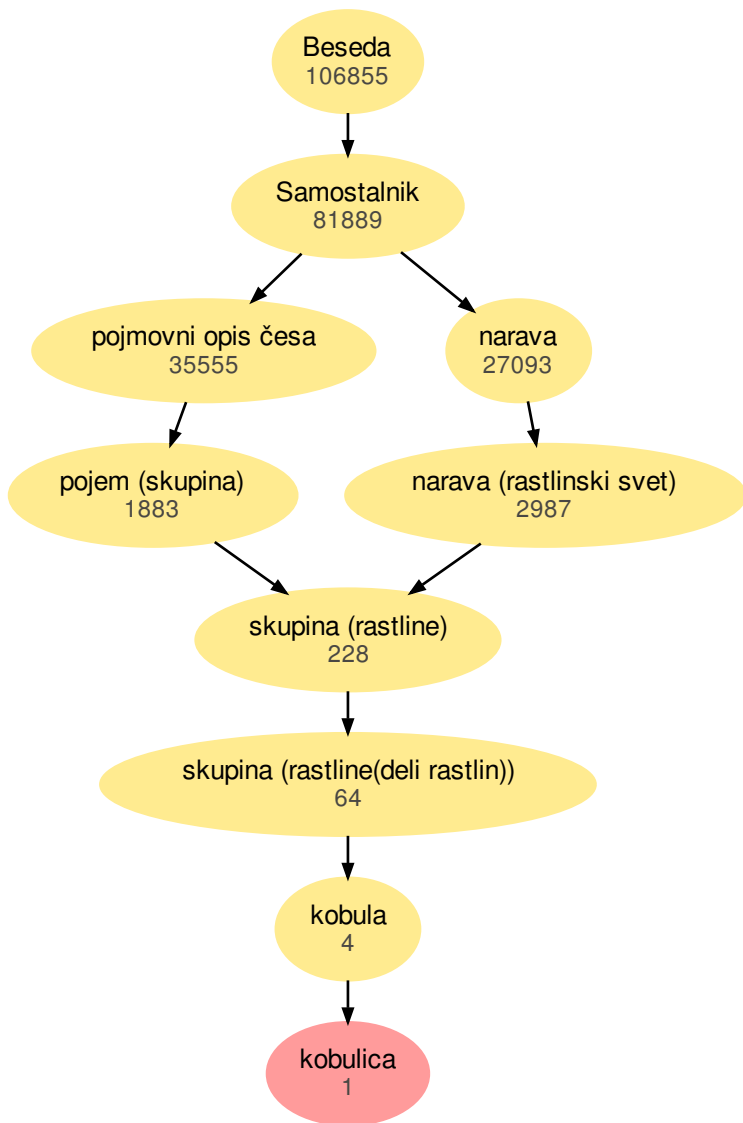 Beseda
106855
Samostalnik
81889
pojmovni opis česa
35555
narava
27093
pojem (skupina)
1883
narava (rastlinski svet)
2987
skupina (rastline)
228
skupina (rastline(deli rastlin))
64
kobula
4
kobulica
1